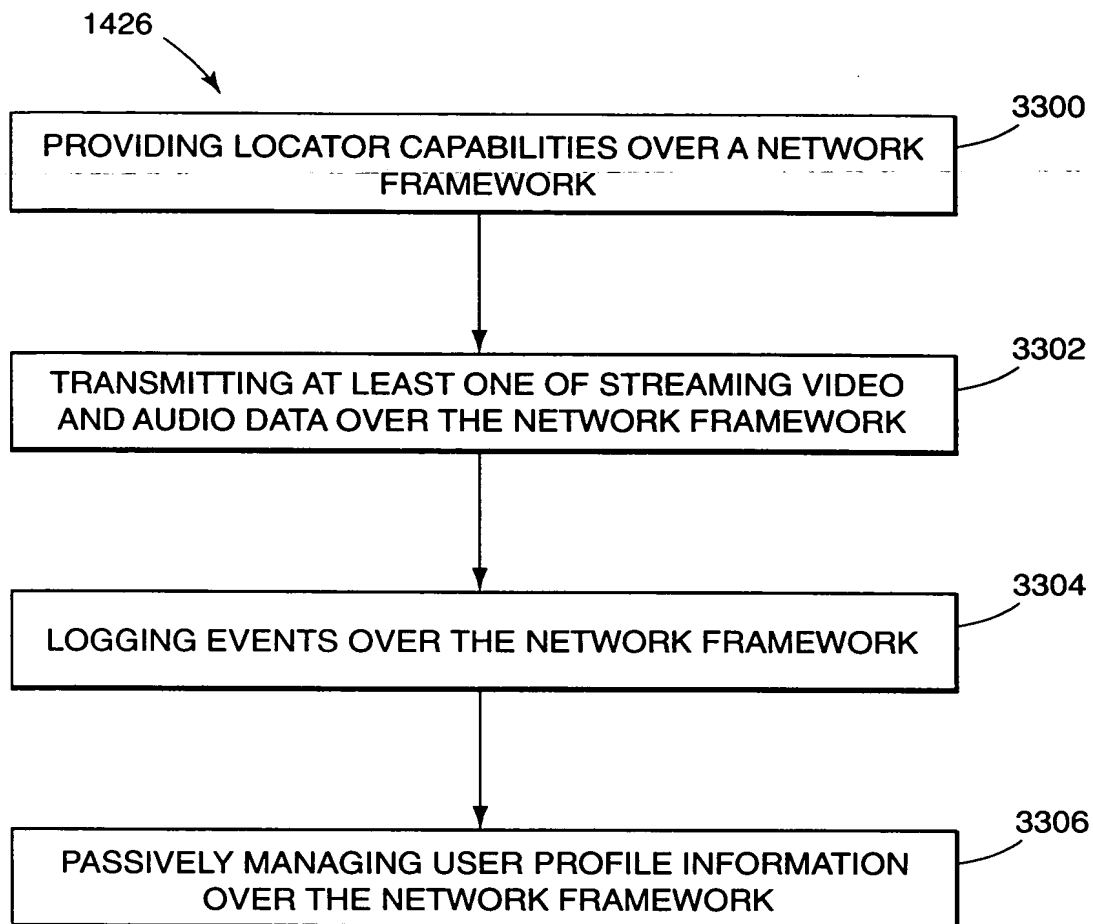 1426
3300
PROVIDING LOCATOR CAPABILITIES OVER A NETWORK
FRAMEWORK
3302
TRANSMITTING AT LEAST ONE OF STREAMING VIDEO
AND AUDIO DATA OVER THE NETWORK FRAMEWORK
3304
LOGGING EVENTS OVER THE NETWORK FRAMEWORK
3306
PASSIVELY MANAGING USER PROFILE INFORMATION
OVER THE NETWORK FRAMEWORK